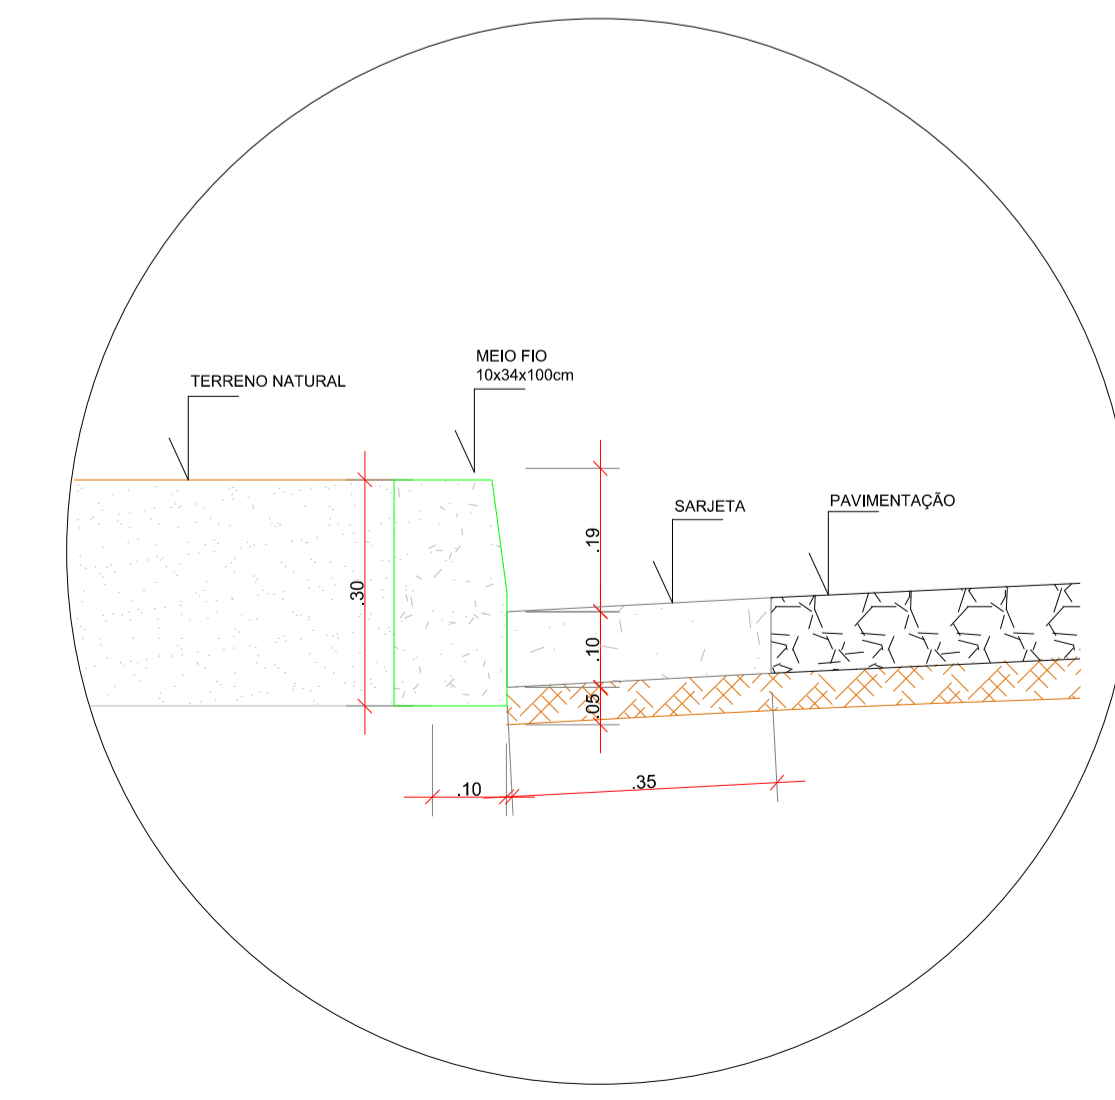 MEIO FIO
10x34x100cm
TERRENO NATURAL
PAVIMENTAÇÃO
SARJETA
.19
.30
.10
.05
.35
.10